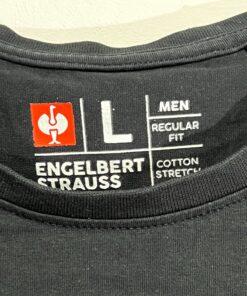 L
MEN
REGULAR
FIT
ENGELBERT
STRAUSS
COTTON
STRETCH